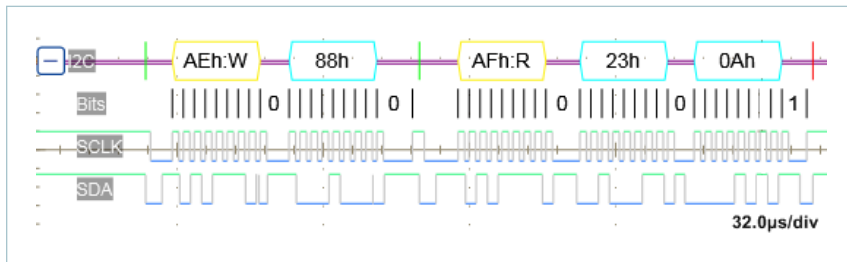 I2C AEh:W 88h AFh:R 23h 0Ah
Bits 0 0 0 0 1
SCLK
SDA
32.0µs/div